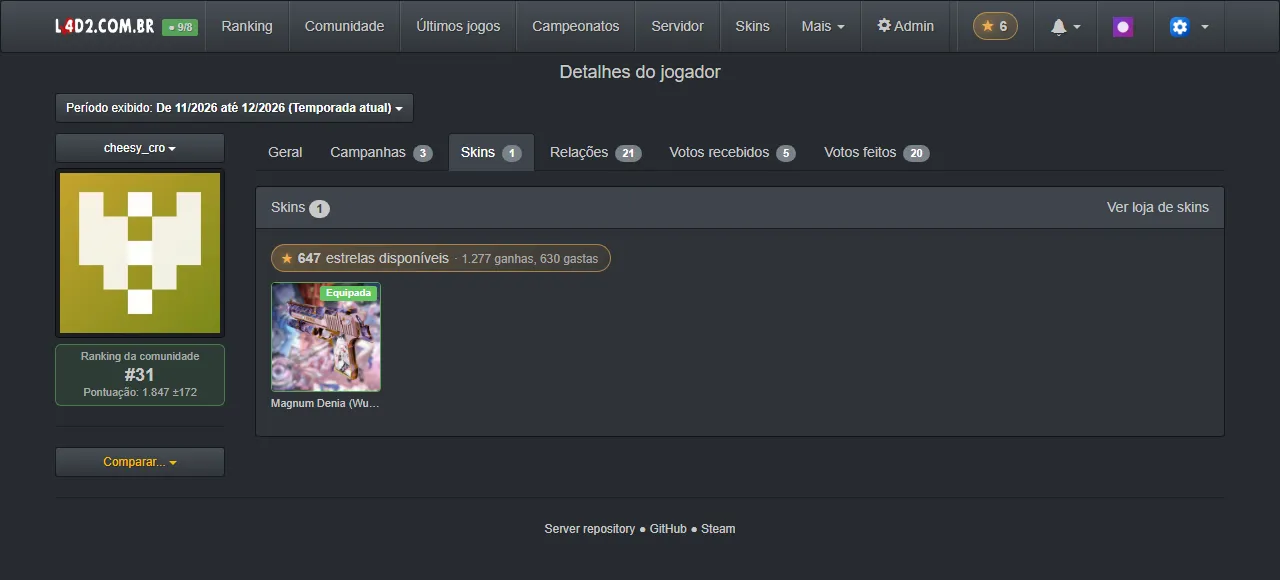 L4D2.COM.BR ● 9/8 Ranking Comunidade Últimos jogos Campeonatos Servidor Skins Mais Admin ★ 6
Detalhes do jogador
Período exibido: De 11/2026 até 12/2026 (Temporada atual)
cheesy_cro
Geral Campanhas 3 Skins 1 Relações 21 Votos recebidos 5 Votos feitos 20
Skins 1 Ver loja de skins
★ 647 estrelas disponíveis · 1.277 ganhas, 630 gastas
Equipada
Magnum Denia (Wu...
Ranking da comunidade
#31
Pontuação: 1.847 ±172
Comparar...
Server repository ● GitHub ● Steam